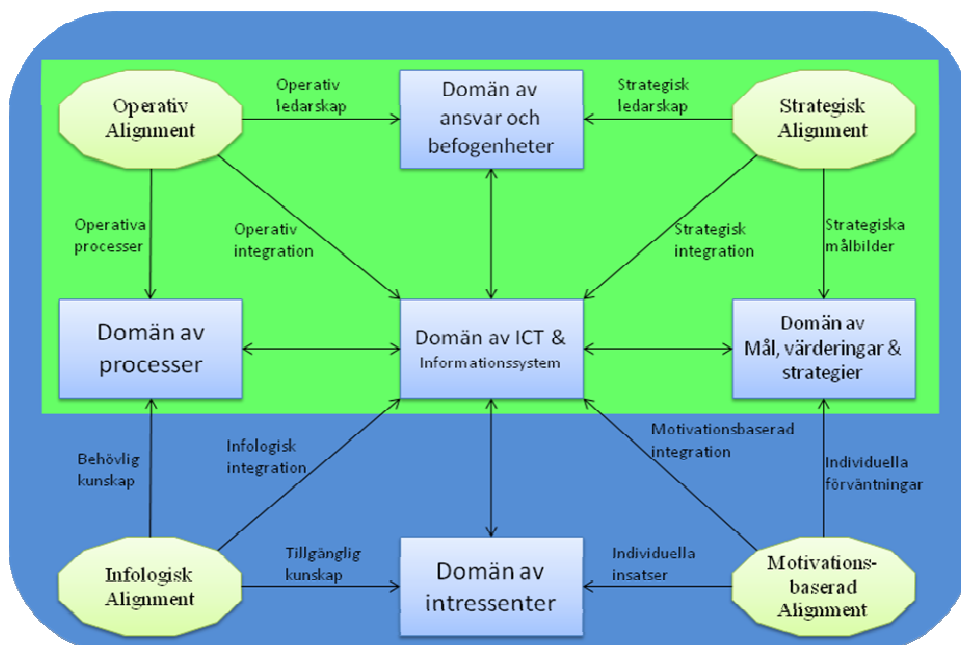 Operativ
Alignment
Operativ
ledarskap
Domän av
ansvar och
befogenheter
Strategisk
ledarskap
Strategisk
Alignment
Operativa
processer
Operativ
integration
Strategisk
integration
Strategiska
målbilder
Domän av
processer
Domän av ICT &
Informationssystem
Domän av
Mål, värderingar &
strategier
Behövlig
kunskap
Infologisk
integration
Motivationsbaserad
integration
Individuella
förväntningar
Infologisk
Alignment
Tillgänglig
kunskap
Domän av
intressenter
Individuella
insatser
Motivations-
baserad
Alignment